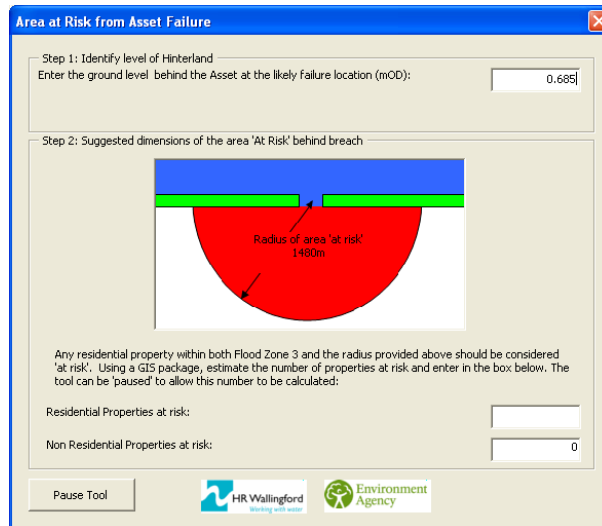 Area at Risk from Asset Failure
Step 1: Identify level of Hinterland
Enter the ground level behind the Asset at the likely failure location (mOD):
0.685
Step 2: Suggested dimensions of the area 'At Risk' behind breach
Radius of area 'at risk'
1480m
Any residential property within both Flood Zone 3 and the radius provided above should be considered
'at risk'. Using a GIS package, estimate the number of properties at risk and enter in the box below. The
tool can be 'paused' to allow this number to be calculated:
Residential Properties at risk:
Non Residential Properties at risk:
0
Pause Tool
HR Wallingford
Working with water
Environment
Agency